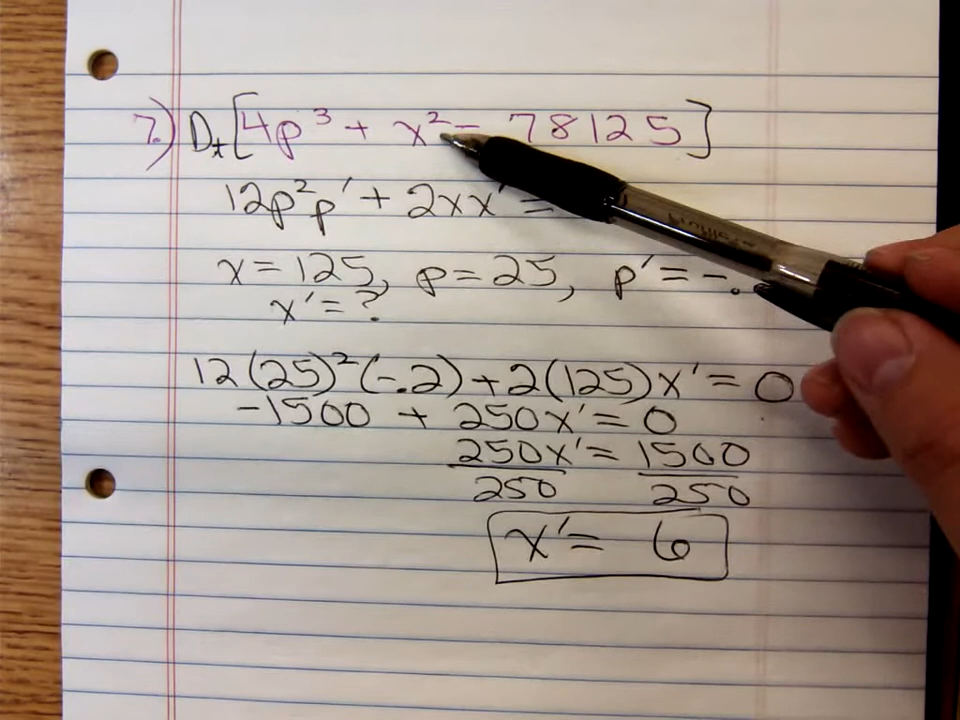 7.) Dt[4p³ + x² = 78125]
12p²p' + 2xx' =
x = 125, p = 25, p' = -.
x' = ?
12(25)²(-.2) + 2(125)x' = 0
-1500 + 250x' = 0
250x' = 1500
250 250
x' = 6